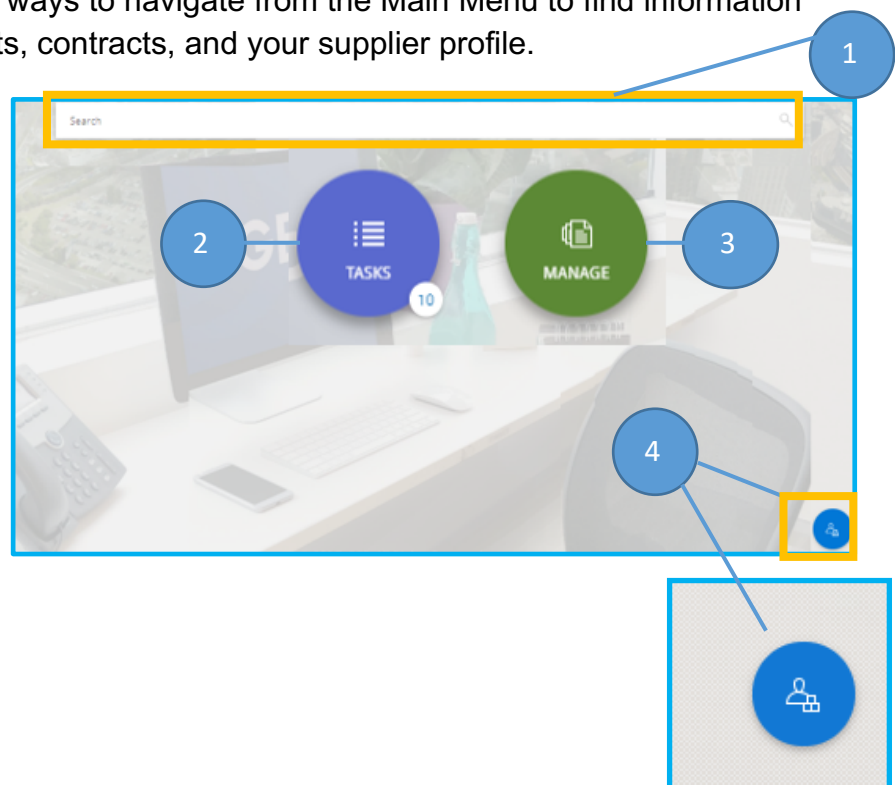 ways to navigate from the Main Menu to find information
ts, contracts, and your supplier profile.
1
Search
2
TASKS
10
MANAGE
3
4